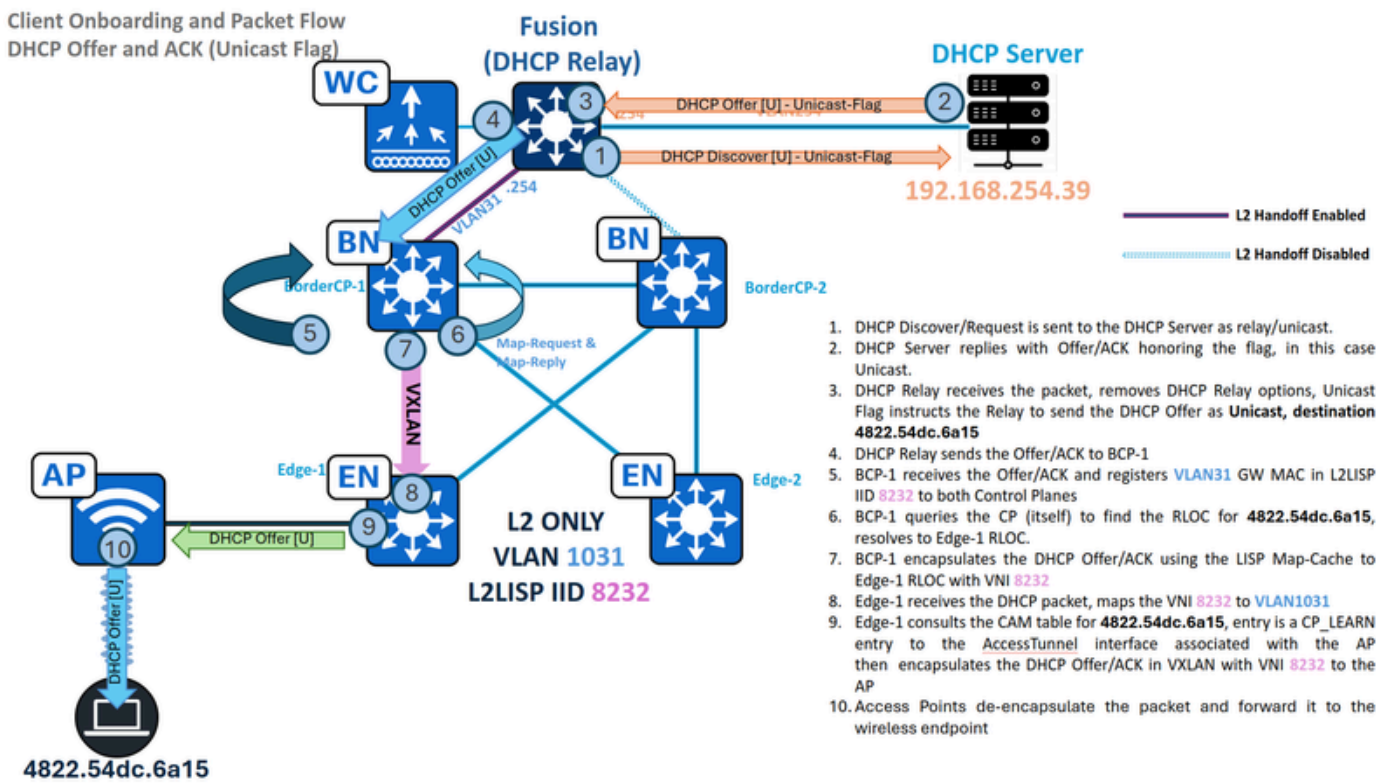 Client Onboarding and Packet Flow
DHCP Offer and ACK (Unicast Flag)
Fusion
(DHCP Relay)
DHCP Server
WC
3
DHCP Offer [U] - Unicast-Flag
2
.254
VLAN254
4
1
DHCP Discover [U] - Unicast-Flag
192.168.254.39
DHCP Offer [U]
.254
VLAN31
L2 Handoff Enabled
L2 Handoff Disabled
BN
BN
BorderCP-1
BorderCP-2
5
6
7
Map-Request &
Map-Reply
VXLAN
AP
Edge-1
EN
EN
Edge-2
8
9
10
DHCP Offer [U]
DHCP Offer [U]
L2 ONLY
VLAN 1031
L2LISP IID 8232
4822.54dc.6a15
1. DHCP Discover/Request is sent to the DHCP Server as relay/unicast.
2. DHCP Server replies with Offer/ACK honoring the flag, in this case
Unicast.
3. DHCP Relay receives the packet, removes DHCP Relay options, Unicast
Flag instructs the Relay to send the DHCP Offer as Unicast, destination
4822.54dc.6a15
4. DHCP Relay sends the Offer/ACK to BCP-1
5. BCP-1 receives the Offer/ACK and registers VLAN31 GW MAC in L2LISP
IID 8232 to both Control Planes
6. BCP-1 queries the CP (itself) to find the RLOC for 4822.54dc.6a15,
resolves to Edge-1 RLOC.
7. BCP-1 encapsulates the DHCP Offer/ACK using the LISP Map-Cache to
Edge-1 RLOC with VNI 8232
8. Edge-1 receives the DHCP packet, maps the VNI 8232 to VLAN1031
9. Edge-1 consults the CAM table for 4822.54dc.6a15, entry is a CP_LEARN
entry to the AccessTunnel interface associated with the AP
then encapsulates the DHCP Offer/ACK in VXLAN with VNI 8232 to the
AP
10. Access Points de-encapsulate the packet and forward it to the
wireless endpoint